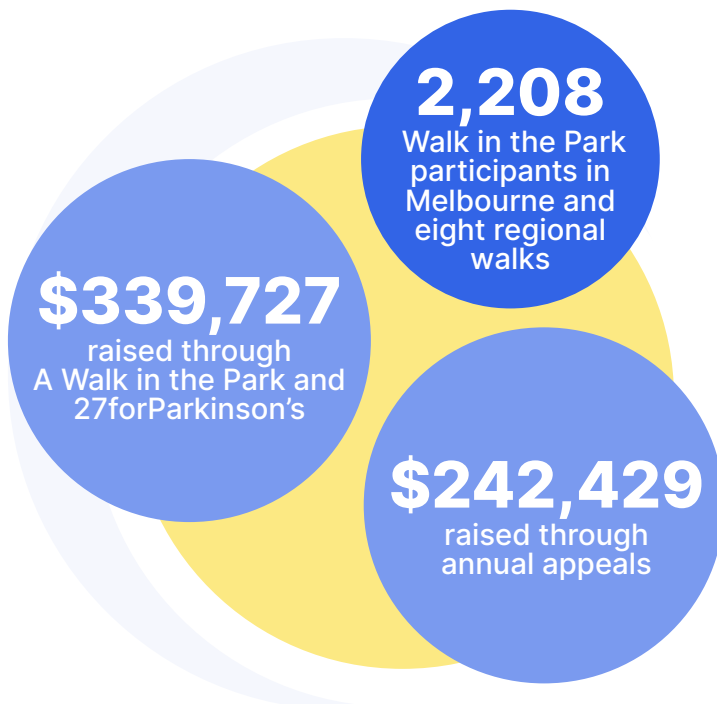 2,208
Walk in the Park
participants in
Melbourne and
eight regional
walks
$339,727
raised through
A Walk in the Park and
27forParkinson’s
$242,429
raised through
annual appeals